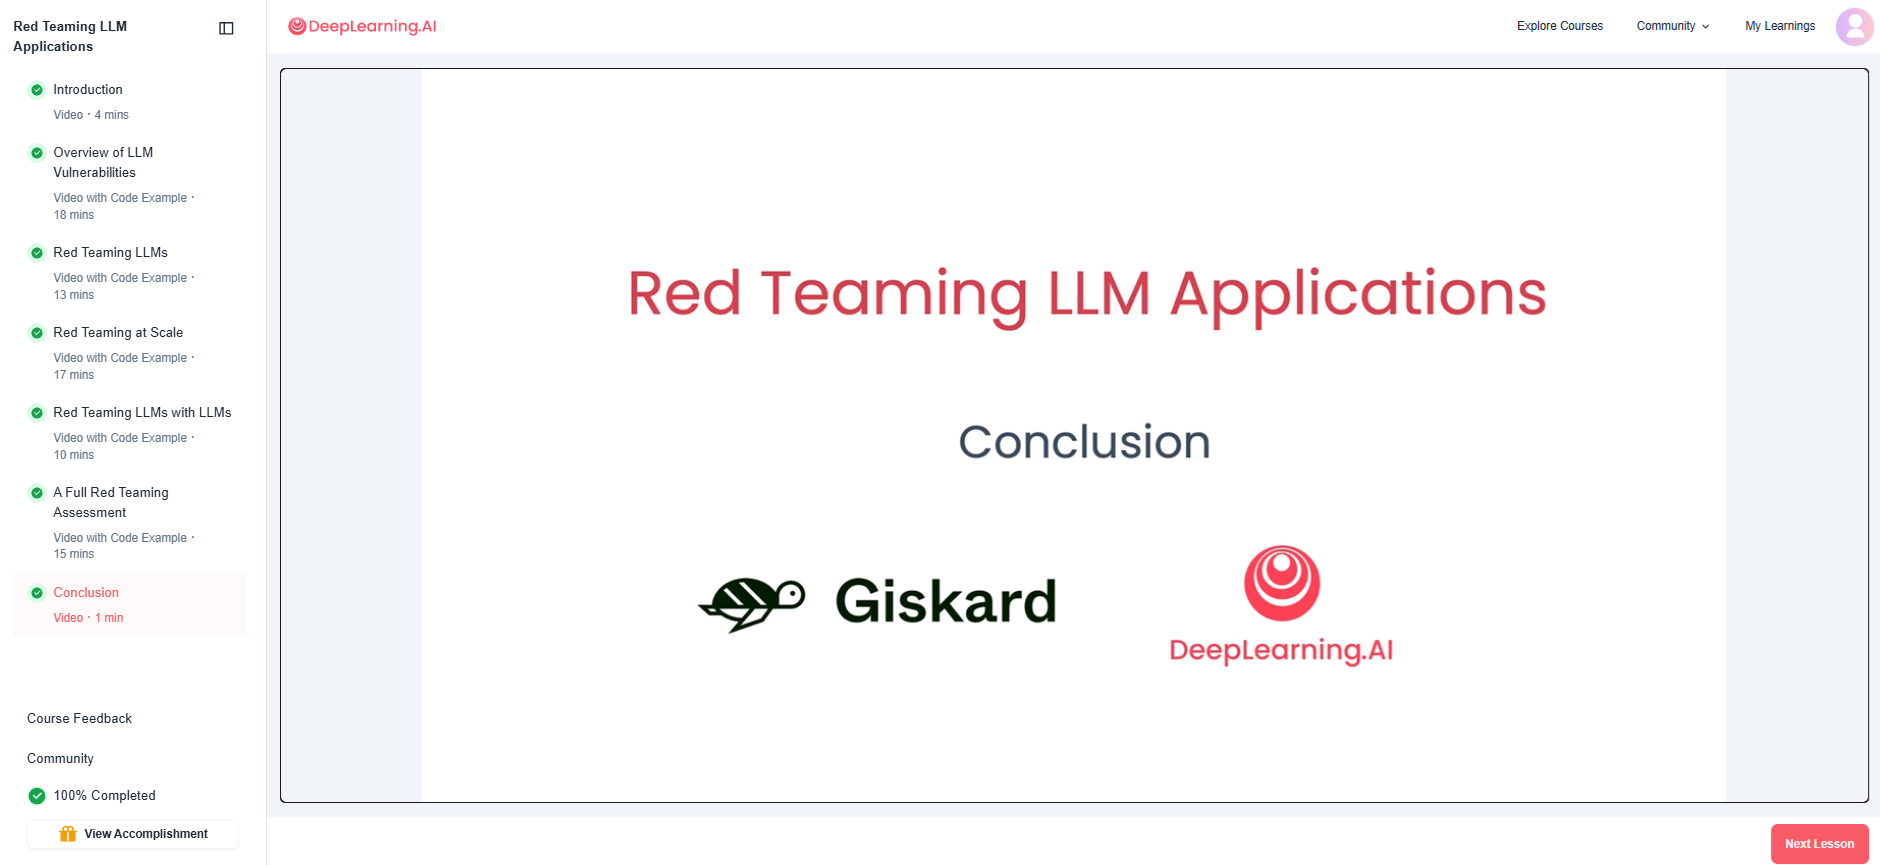 Red Teaming LLM
Applications
Introduction
Video · 4 mins
Overview of LLM
Vulnerabilities
Video with Code Example ·
18 mins
Red Teaming LLMs
Video with Code Example ·
13 mins
Red Teaming at Scale
Video with Code Example ·
17 mins
Red Teaming LLMs with LLMs
Video with Code Example ·
10 mins
A Full Red Teaming
Assessment
Video with Code Example ·
15 mins
Conclusion
Video · 1 min
Course Feedback
Community
100% Completed
View Accomplishment
DeepLearning.AI
Explore Courses
Community
My Learnings
Red Teaming LLM Applications
Conclusion
Giskard
DeepLearning.AI
Next Lesson